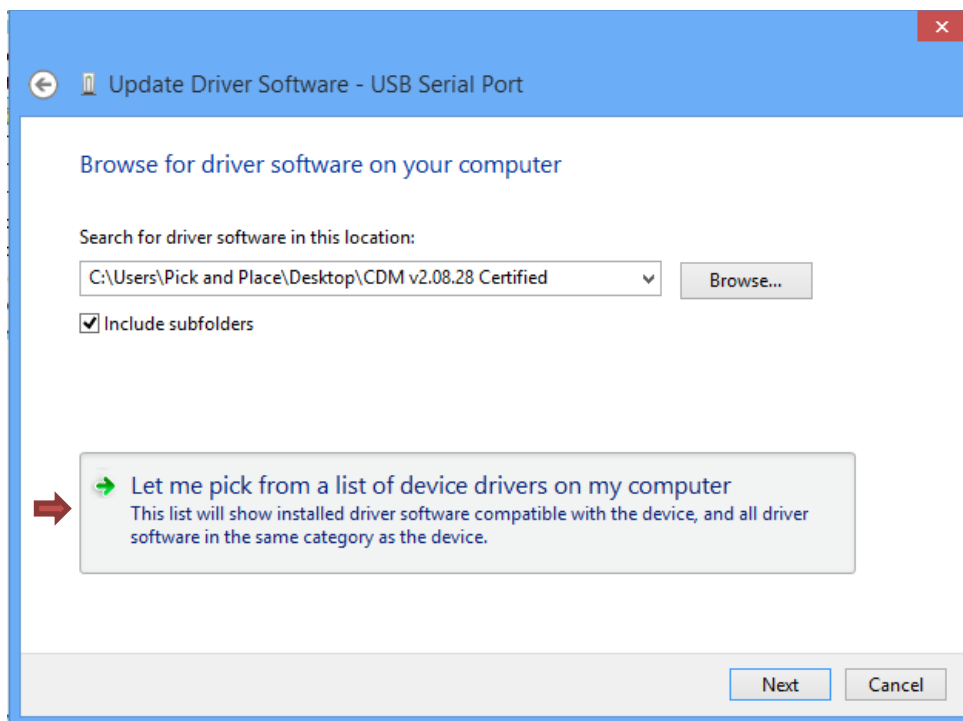 Update Driver Software - USB Serial Port
Browse for driver software on your computer
Search for driver software in this location:
C:\Users\Pick and Place\Desktop\CDM v2.08.28 Certified
Browse...
Include subfolders
Let me pick from a list of device drivers on my computer
This list will show installed driver software compatible with the device, and all driver
software in the same category as the device.
Next
Cancel